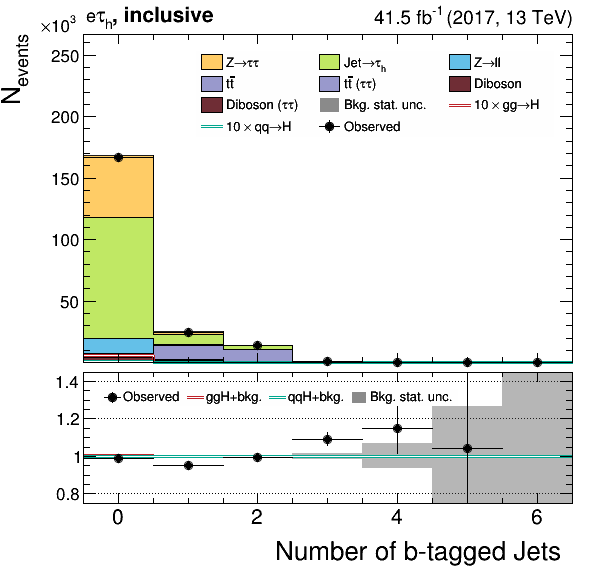 ×10³ eτₕ, inclusive 41.5 fb⁻¹ (2017, 13 TeV)
N_events
250
200
150
100
50
Z→ττ Jet→τₕ Z→ll
tt̄ tt̄ (ττ) Diboson
Diboson (ττ) Bkg. stat. unc. 10 × gg→H
10 × qq→H Observed
1.4
1.2
1
0.8
Observed ggH+bkg. qqH+bkg. Bkg. stat. unc.
0 2 4 6
Number of b-tagged Jets